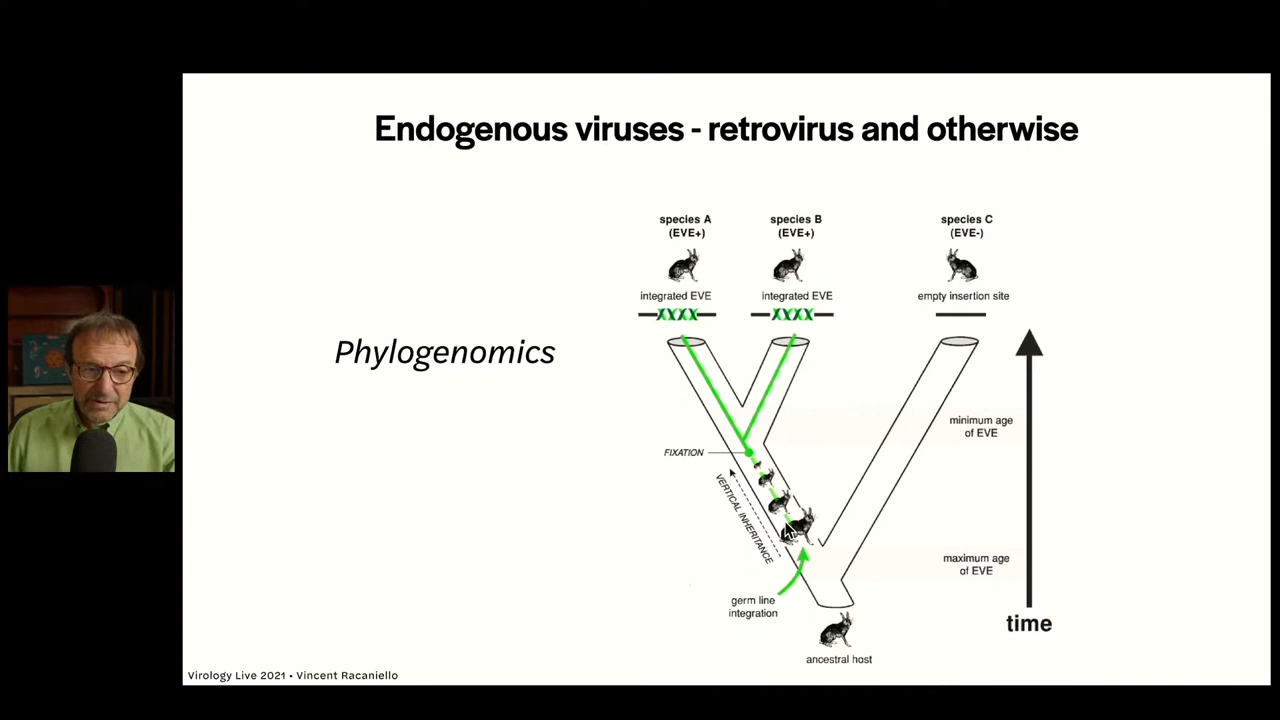 Endogenous viruses - retrovirus and otherwise
species A
(EVE+)
species B
(EVE+)
species C
(EVE-)
integrated EVE
integrated EVE
empty insertion site
Phylogenomics
minimum age
of EVE
FIXATION
VERTICAL INHERITANCE
maximum age
of EVE
germ line
integration
time
ancestral host
Virology Live 2021 • Vincent Racaniello